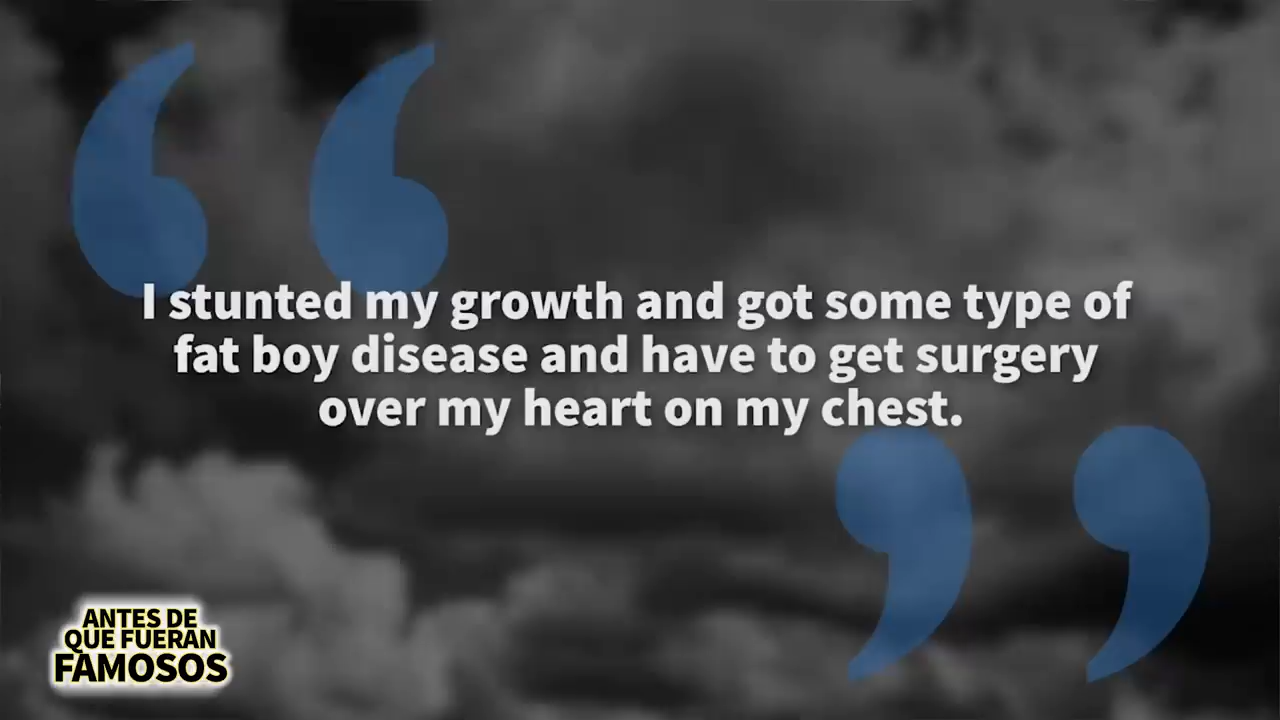 I stunted my growth and got some type of
fat boy disease and have to get surgery
over my heart on my chest.
ANTES DE
QUE FUERAN
FAMOSOS